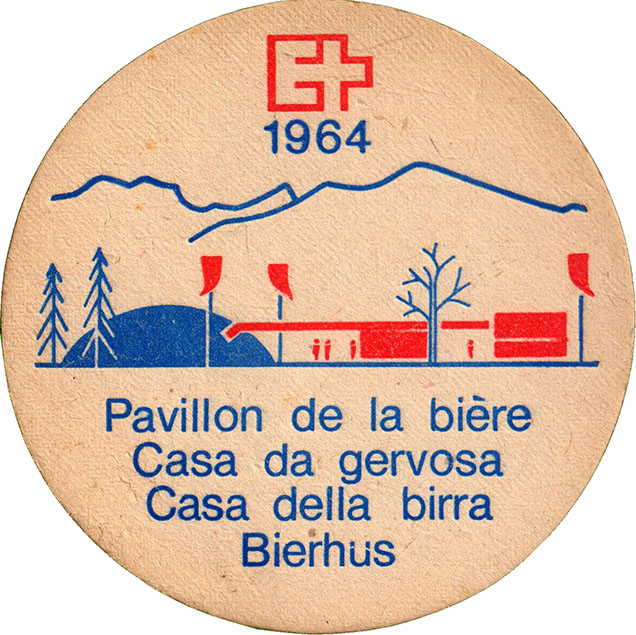 1964
Pavillon de la bière
Casa da gervosa
Casa della birra
Bierhus